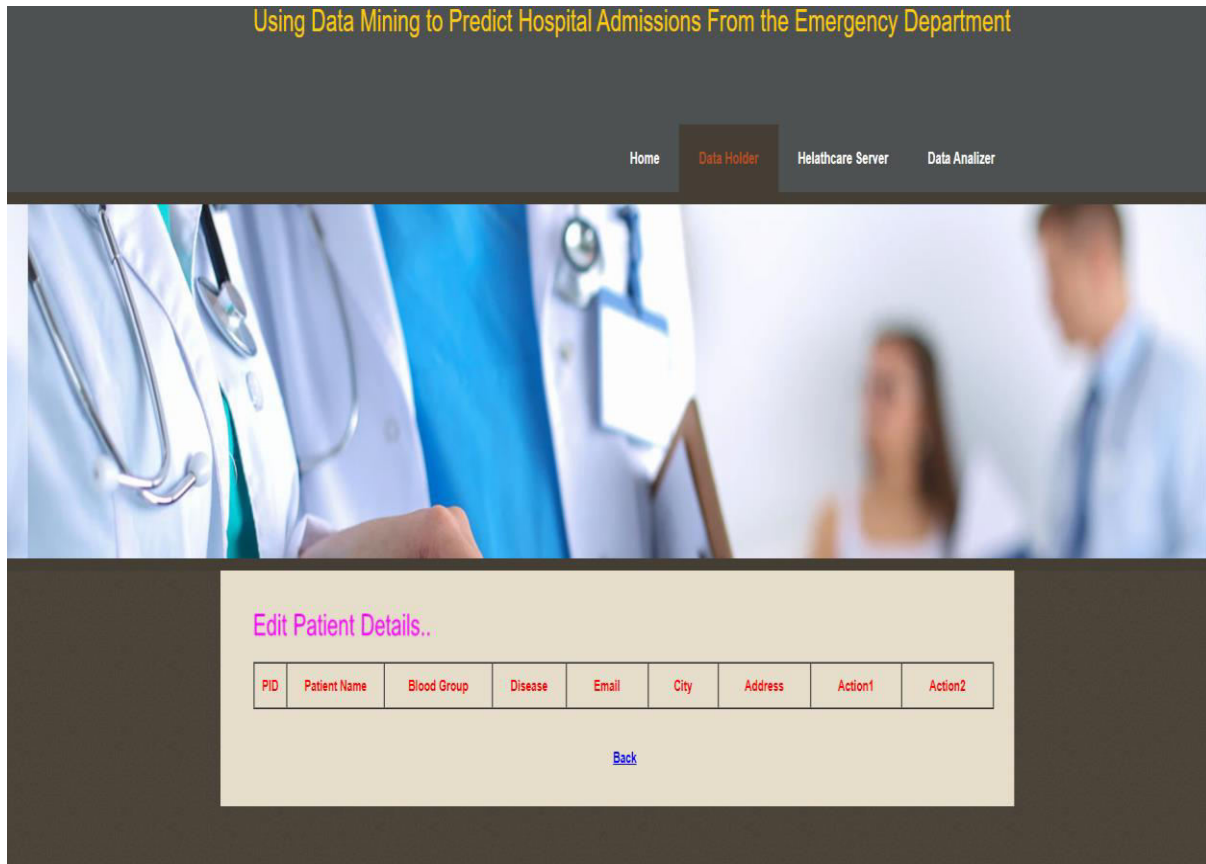 Using Data Mining to Predict Hospital Admissions From the Emergency Department
Home Data Holder Helathcare Server Data Analizer
Edit Patient Details..
PID Patient Name Blood Group Disease Email City Address Action1 Action2
Back